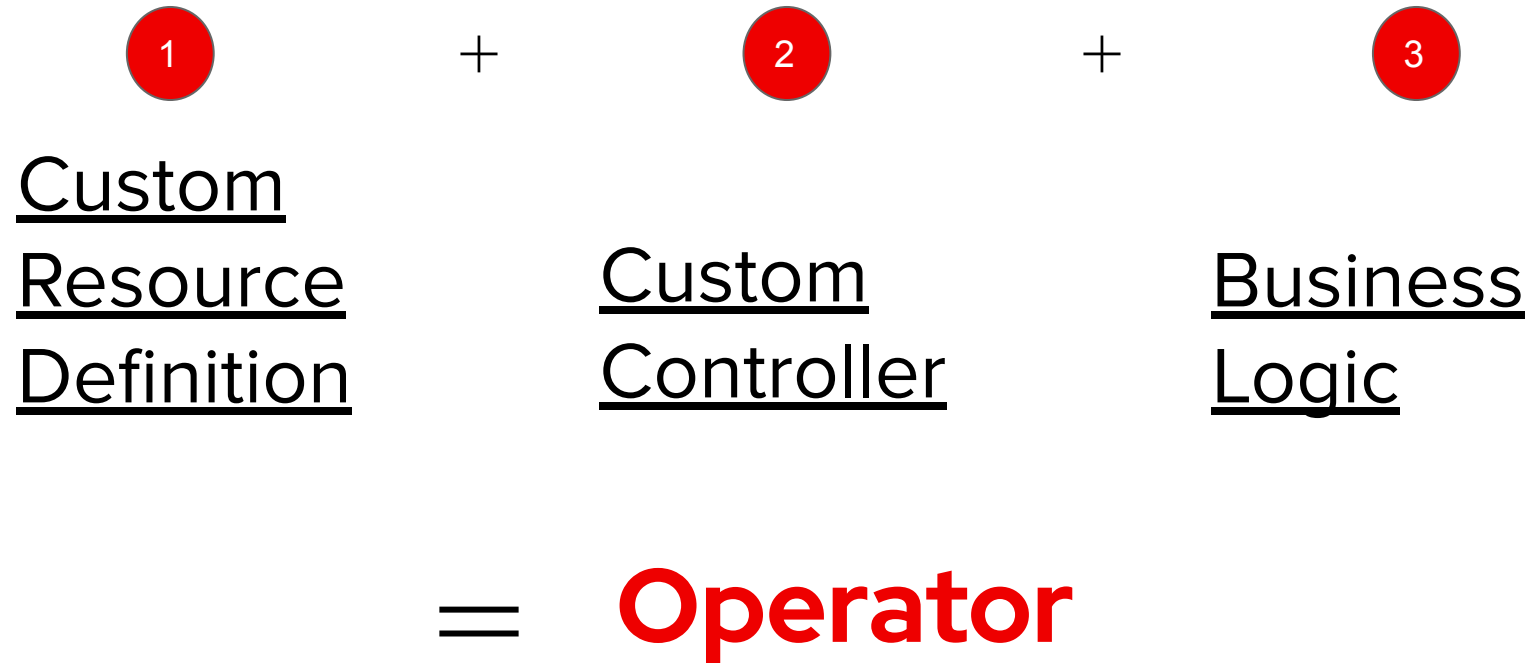 1 + 2 + 3
Custom
Resource
Definition
Custom
Controller
Business
Logic
= Operator